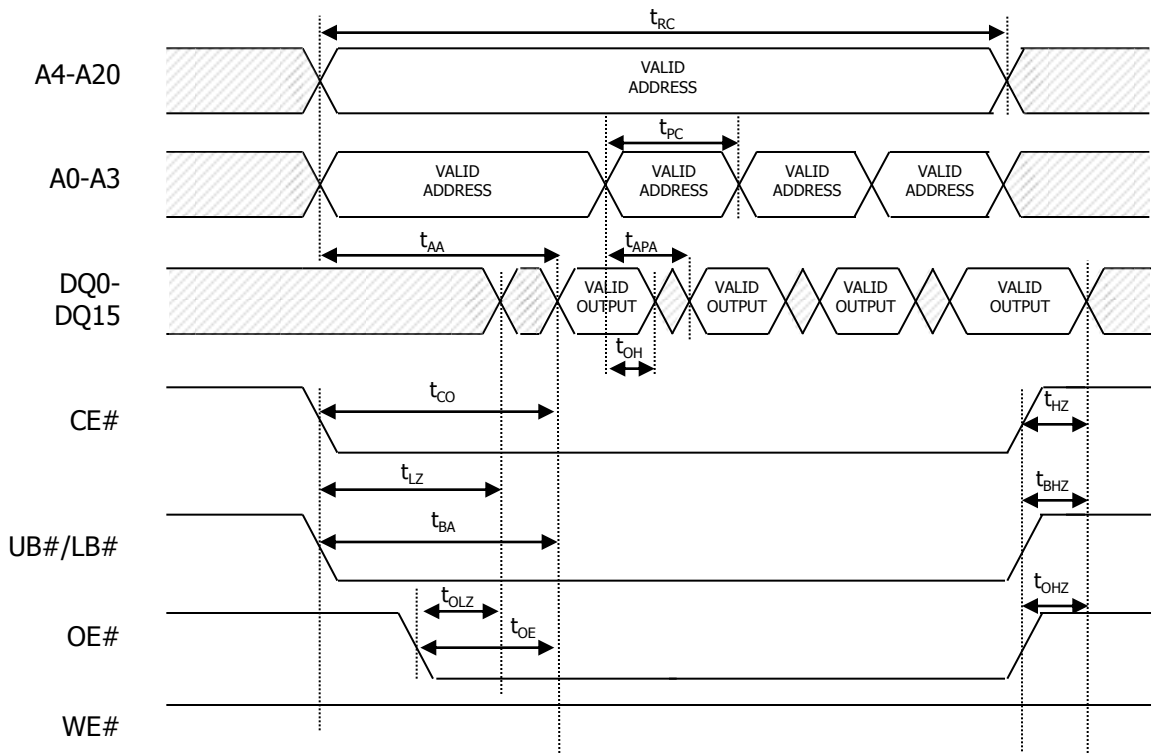 tRC
A4-A20
VALID
ADDRESS
tPC
A0-A3
VALID
ADDRESS
VALID
ADDRESS
VALID
ADDRESS
VALID
ADDRESS
tAA
tAPA
DQ0-
DQ15
VALID
OUTPUT
VALID
OUTPUT
VALID
OUTPUT
VALID
OUTPUT
tOH
CE#
tCO
tHZ
tLZ
tBHZ
UB#/LB#
tBA
tOLZ
tOHZ
OE#
tOE
WE#